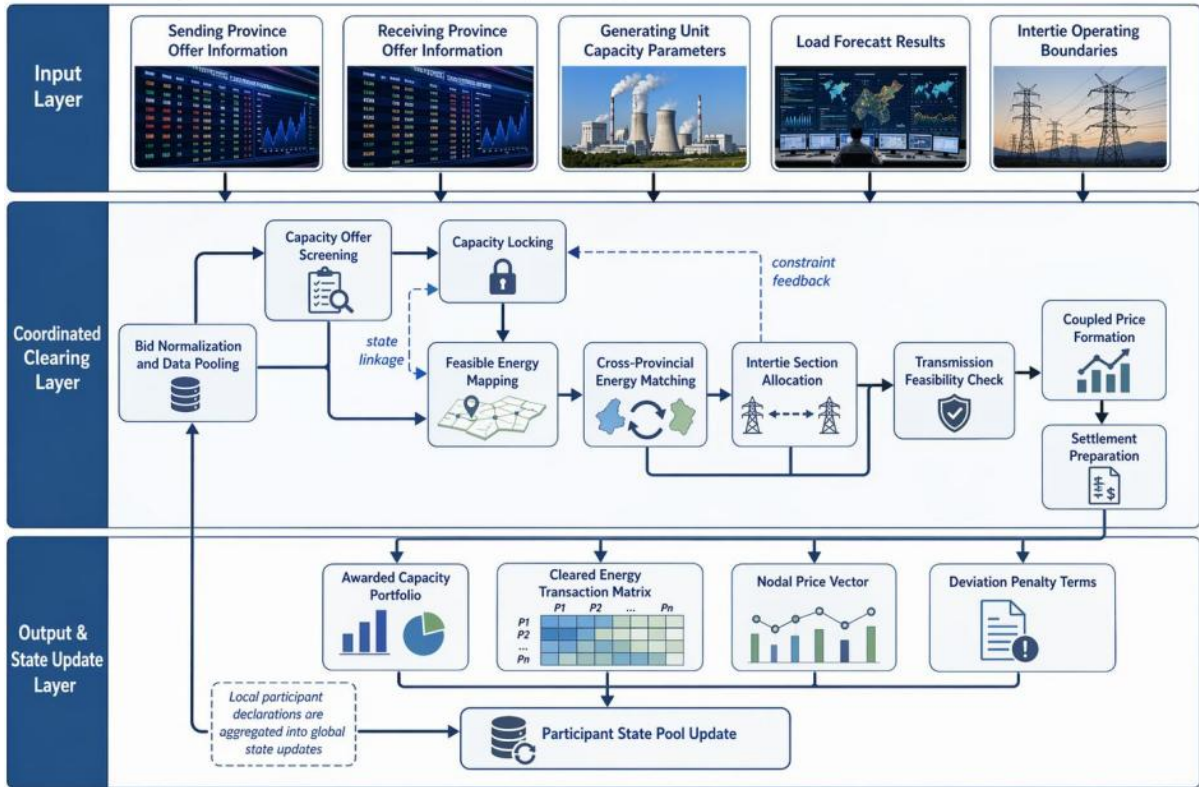 Input
Layer
Sending Province
Offer Information
Receiving Province
Offer Information
Generating Unit
Capacity Parameters
Load Forecatt Results
Intertie Operating
Boundaries
Coordinated
Clearing
Layer
Bid Normalization
and Data Pooling
Capacity Offer
Screening
Capacity Locking
state
linkage
constraint
feedback
Feasible Energy
Mapping
Cross-Provincial
Energy Matching
Intertie Section
Allocation
Transmission
Feasibility Check
Coupled Price
Formation
Settlement
Preparation
$
Output &
State Update
Layer
Awarded Capacity
Portfolio
Cleared Energy
Transaction Matrix
P1 P2 ... Pn
P1
P2
...
Pn
Nodal Price Vector
Deviation Penalty Terms
!
Local participant
declarations are
aggregated into global
state updates
Participant State Pool Update